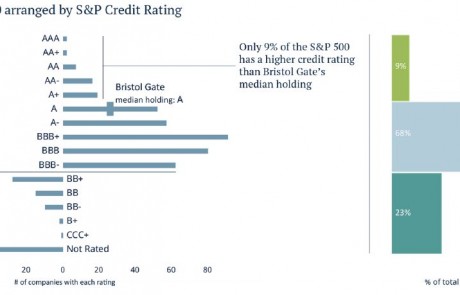 0 arranged by S&P Credit Rating
AAA
AA+
AA
AA-
A+
A
A-
BBB+
BBB
BBB-
BB+
BB
BB-
B+
CCC+
Not Rated
Bristol Gate
median holding: A
Only 9% of the S&P 500
has a higher credit rating
than Bristol Gate's
median holding
9%
68%
23%
20 0 20 40 60 80
# of companies with each rating
% of total